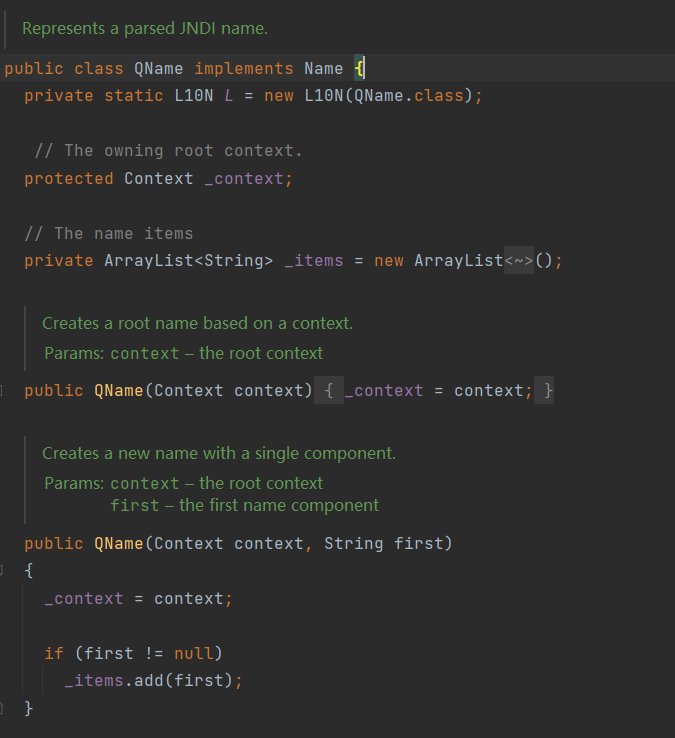 Represents a parsed JNDI name.
public class QName implements Name {
private static L10N L = new L10N(QName.class);
// The owning root context.
protected Context _context;
// The name items
private ArrayList<String> _items = new ArrayList<~>();
Creates a root name based on a context.
Params: context – the root context
public QName(Context context) { _context = context; }
Creates a new name with a single component.
Params: context – the root context
first – the first name component
public QName(Context context, String first)
{
_context = context;
if (first != null)
_items.add(first);
}